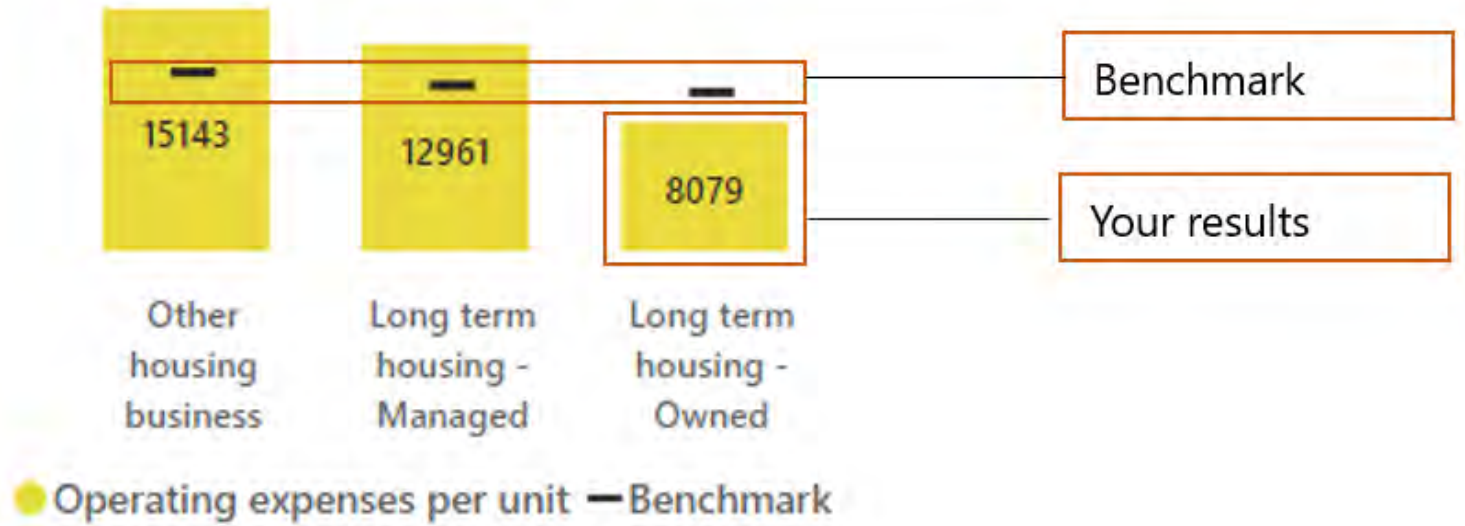 Benchmark
15143
12961
8079
Your results
Other
housing
business
Long term
housing -
Managed
Long term
housing -
Owned
Operating expenses per unit Benchmark